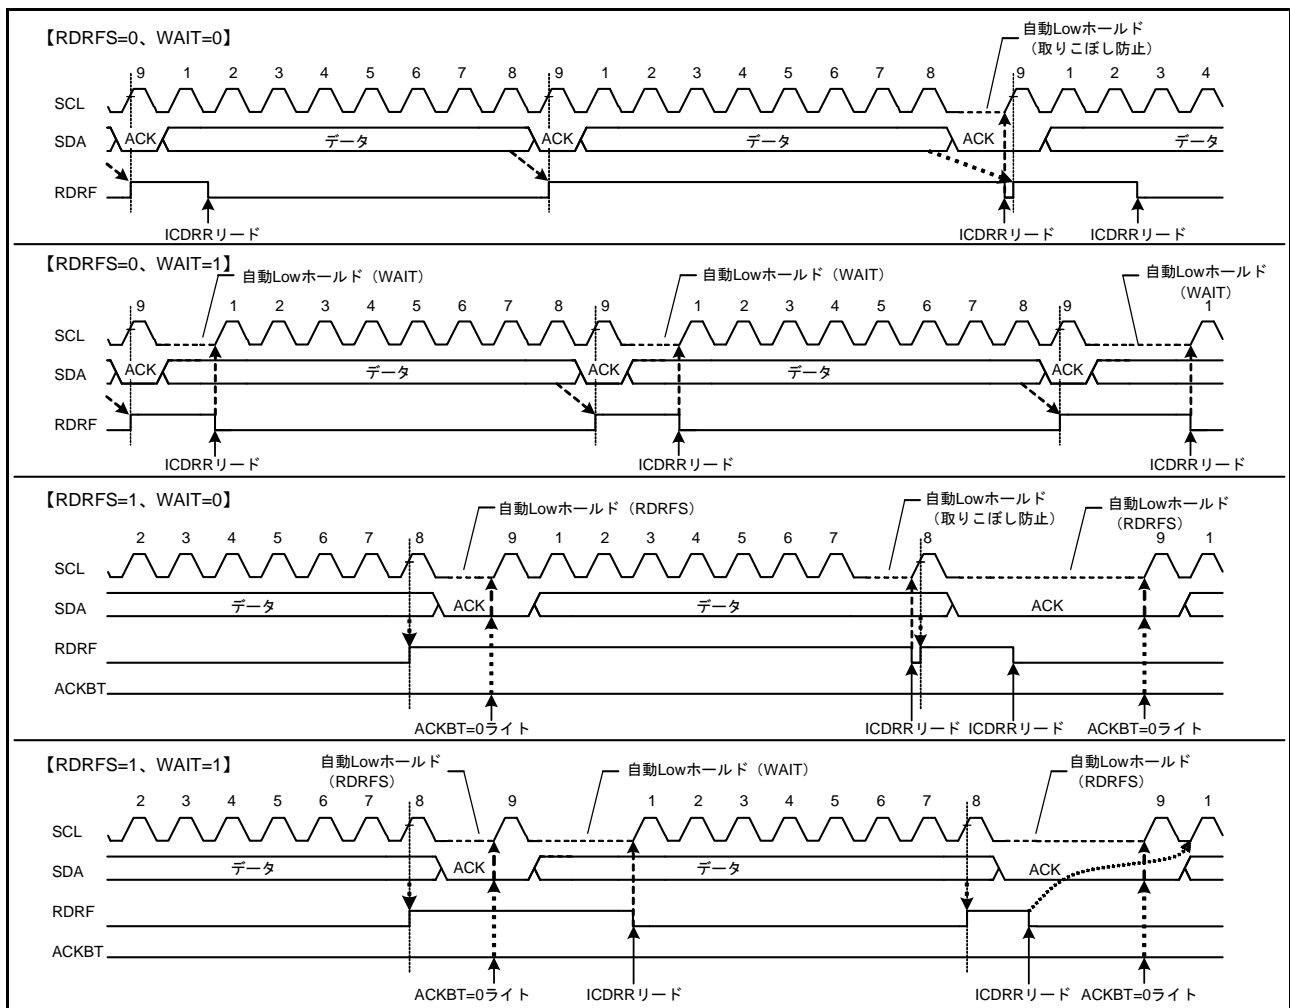 【RDRFS=0、WAIT=0】
自動Lowホールド
（取りこぼし防止）
9 1 2 3 4 5 6 7 8 9 1 2 3 4 5 6 7 8 9 1 2 3 4
SCL
SDA ACK データ ACK データ ACK データ
RDRF
ICDRRリード ICDRRリード ICDRRリード
【RDRFS=0、WAIT=1】
自動Lowホールド（WAIT） 自動Lowホールド（WAIT） 自動Lowホールド
（WAIT）
9 1 2 3 4 5 6 7 8 9 1 2 3 4 5 6 7 8 9 1
SCL
SDA ACK データ ACK データ ACK
RDRF
ICDRRリード ICDRRリード ICDRRリード
【RDRFS=1、WAIT=0】
自動Lowホールド（RDRFS） 自動Lowホールド
（取りこぼし防止） 自動Lowホールド
（RDRFS）
2 3 4 5 6 7 8 9 1 2 3 4 5 6 7 8 9 1
SCL
SDA データ ACK データ ACK
RDRF
ACKBT
ACKBT=0ライト ICDRRリード ICDRRリード ACKBT=0ライト
【RDRFS=1、WAIT=1】
自動Lowホールド
（RDRFS） 自動Lowホールド（WAIT） 自動Lowホールド
（RDRFS）
2 3 4 5 6 7 8 9 1 2 3 4 5 6 7 8 9 1
SCL
SDA データ ACK データ ACK
RDRF
ACKBT
ACKBT=0ライト ICDRRリード ICDRRリード ACKBT=0ライト